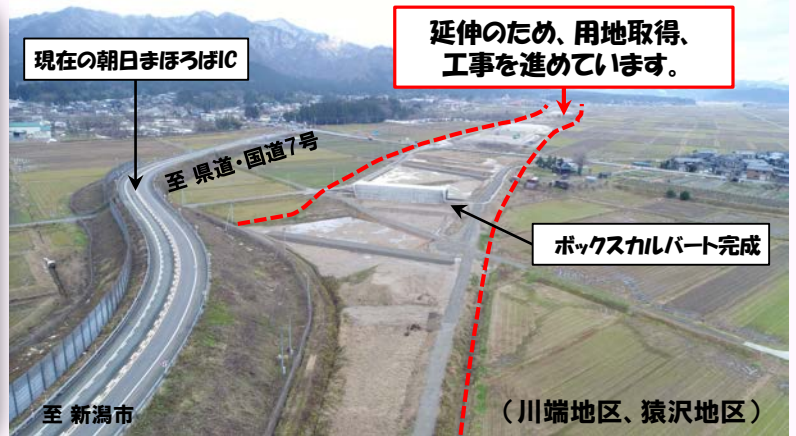 現在の朝日まほろばIC
延伸のため、用地取得、
工事を進めています。
至 県道・国道7号
ボックスカルバート完成
至 新潟市
（川端地区、猿沢地区）